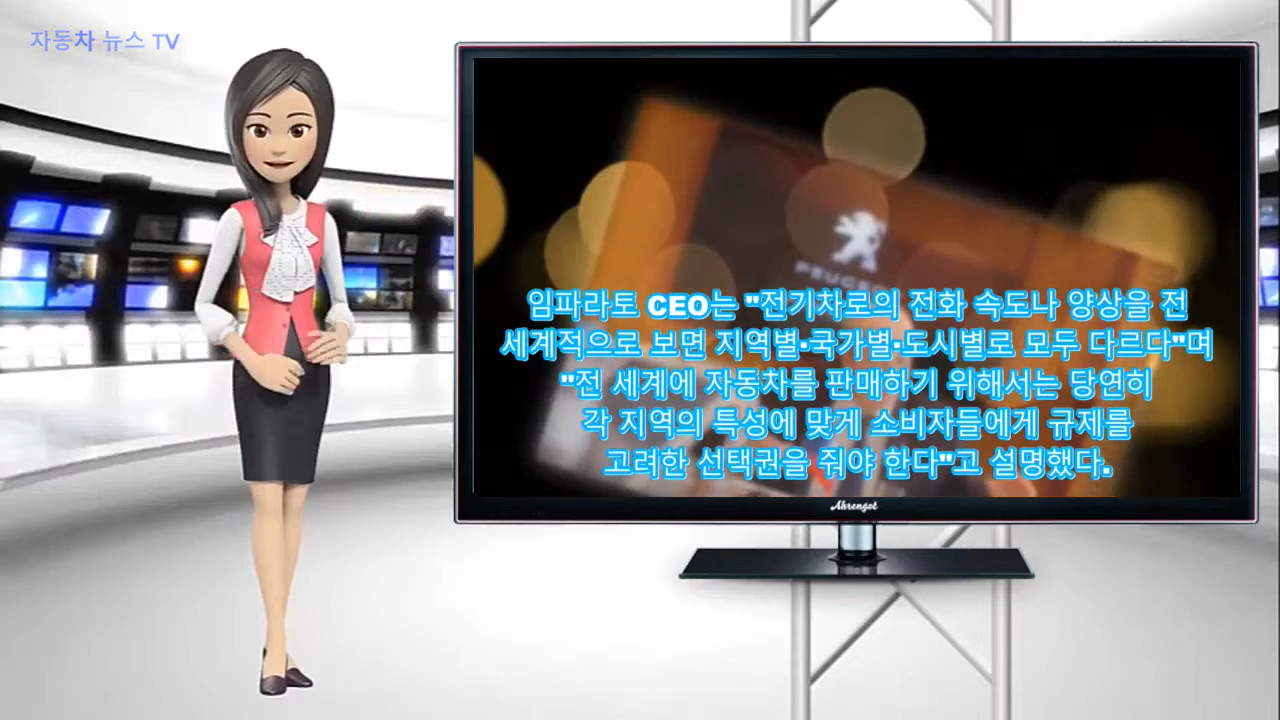 자동차 뉴스 TV
PEUGEOT
임파라토 CEO는 "전기차로의 전화 속도나 양상을 전
세계적으로 보면 지역별·국가별·도시별로 모두 다르다"며
"전 세계에 자동차를 판매하기 위해서는 당연히
각 지역의 특성에 맞게 소비자들에게 규제를
고려한 선택권을 줘야 한다"고 설명했다.
Ahrengot